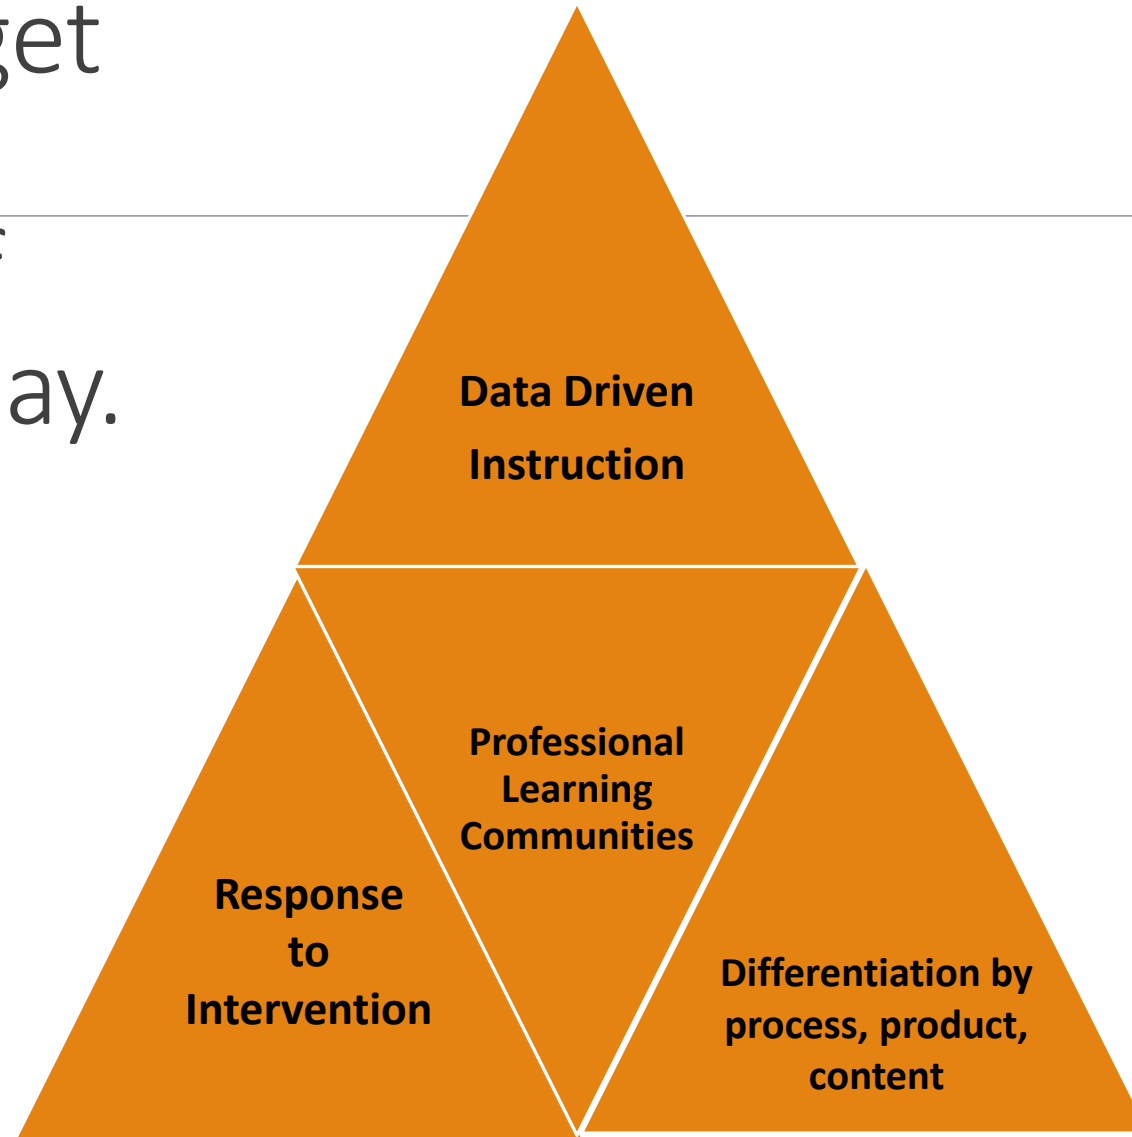 get
ay.
Data Driven
Instruction
Professional
Learning
Communities
Response
to
Intervention
Differentiation by
process, product,
content